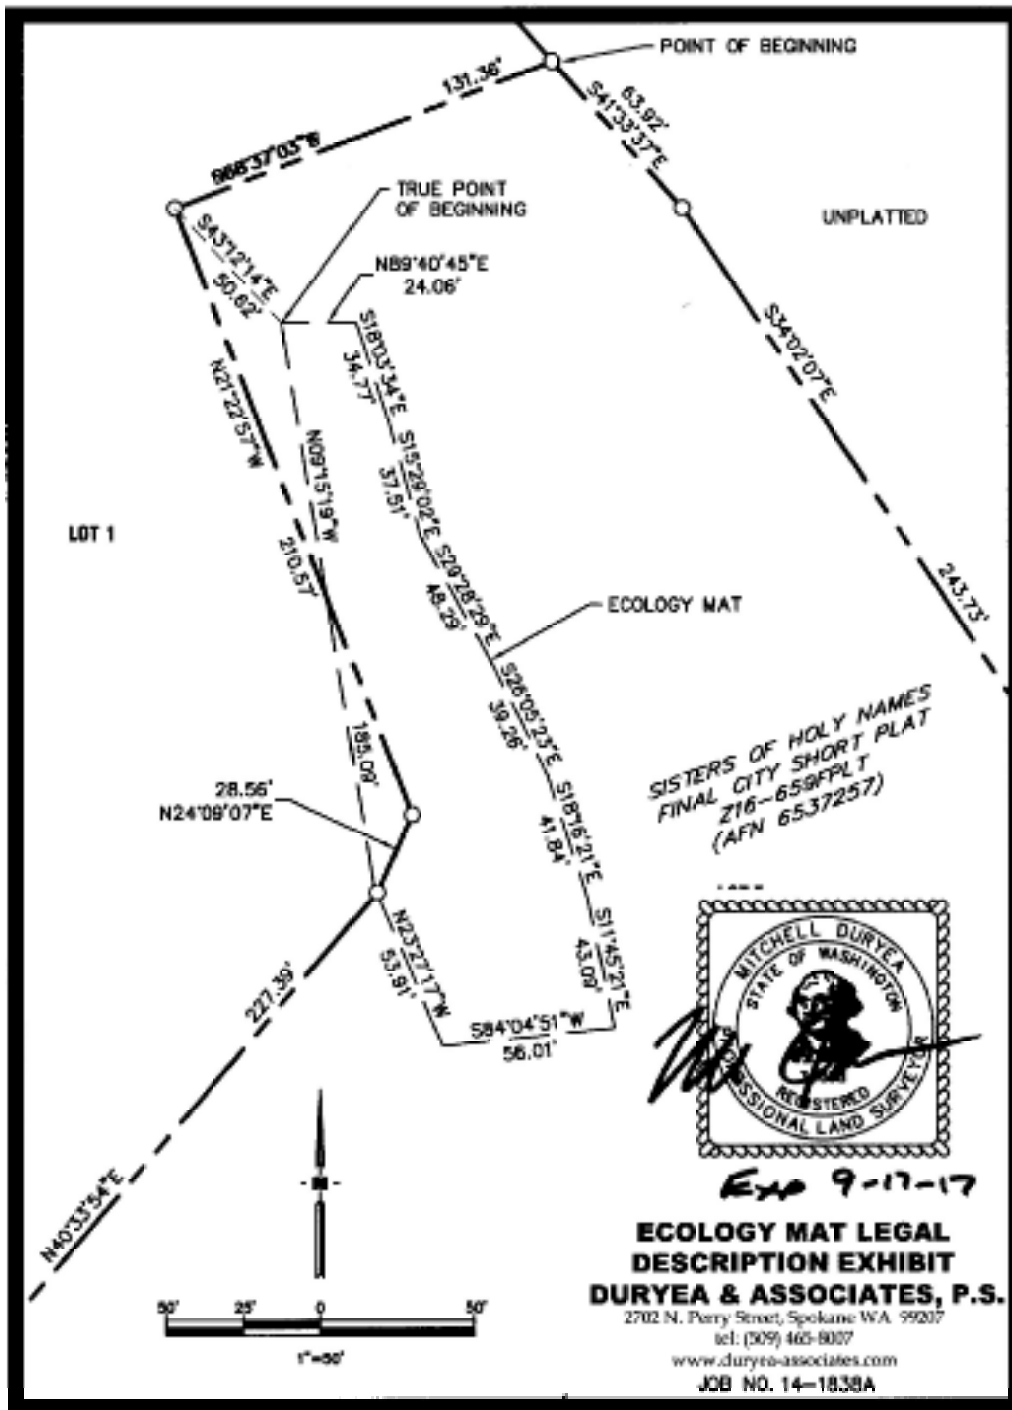 POINT OF BEGINNING
131.36'
63.92'
S41°33'37"E
S68°37'03"W
TRUE POINT
OF BEGINNING
UNPLATTED
S43°12'14"E
50.62'
N89°40'45"E
24.06'
S18°03'34"E
34.77'
S34°02'07"E
N21°22'57"W
N09°15'19"W
S15°29'02"E
37.51'
LOT 1
210.57'
S29°28'29"E
48.29'
243.73'
ECOLOGY MAT
S26°05'23"E
39.26'
SISTERS OF HOLY NAMES
FINAL CITY SHORT PLAT
Z16-659FPLT
(AFN 6537257)
185.09'
28.56'
N24°09'07"E
S18°16'21"E
41.84'
N23°27'17"W
53.91'
S11°45'21"E
43.09'
227.39'
S84°04'51"W
56.01'
N40°33'54"E
MITCHELL DURYEA
STATE OF WASHINGTON
REGISTERED
PROFESSIONAL LAND SURVEYOR
Exp 9-17-17
50' 25' 0 50'
1"=50'
ECOLOGY MAT LEGAL
DESCRIPTION EXHIBIT
DURYEA & ASSOCIATES, P.S.
2702 N. Perry Street, Spokane WA 99207
tel: (509) 465-8007
www.duryea-associates.com
JOB NO. 14-1838A